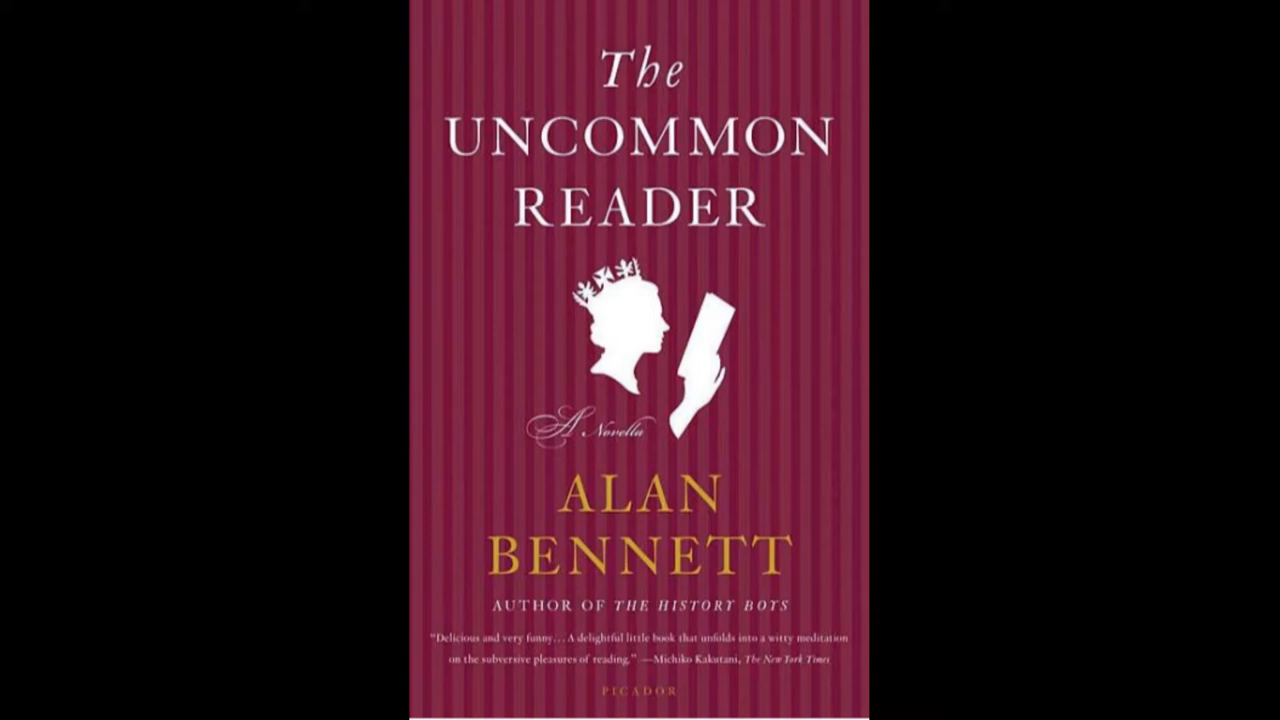 The
UNCOMMON
READER
A Novella
ALAN
BENNETT
AUTHOR OF THE HISTORY BOYS
"Delicious and very funny... A delightful little book that unfolds into a witty meditation
on the subversive pleasures of reading." —Michiko Kakutani, The New York Times
PICADOR